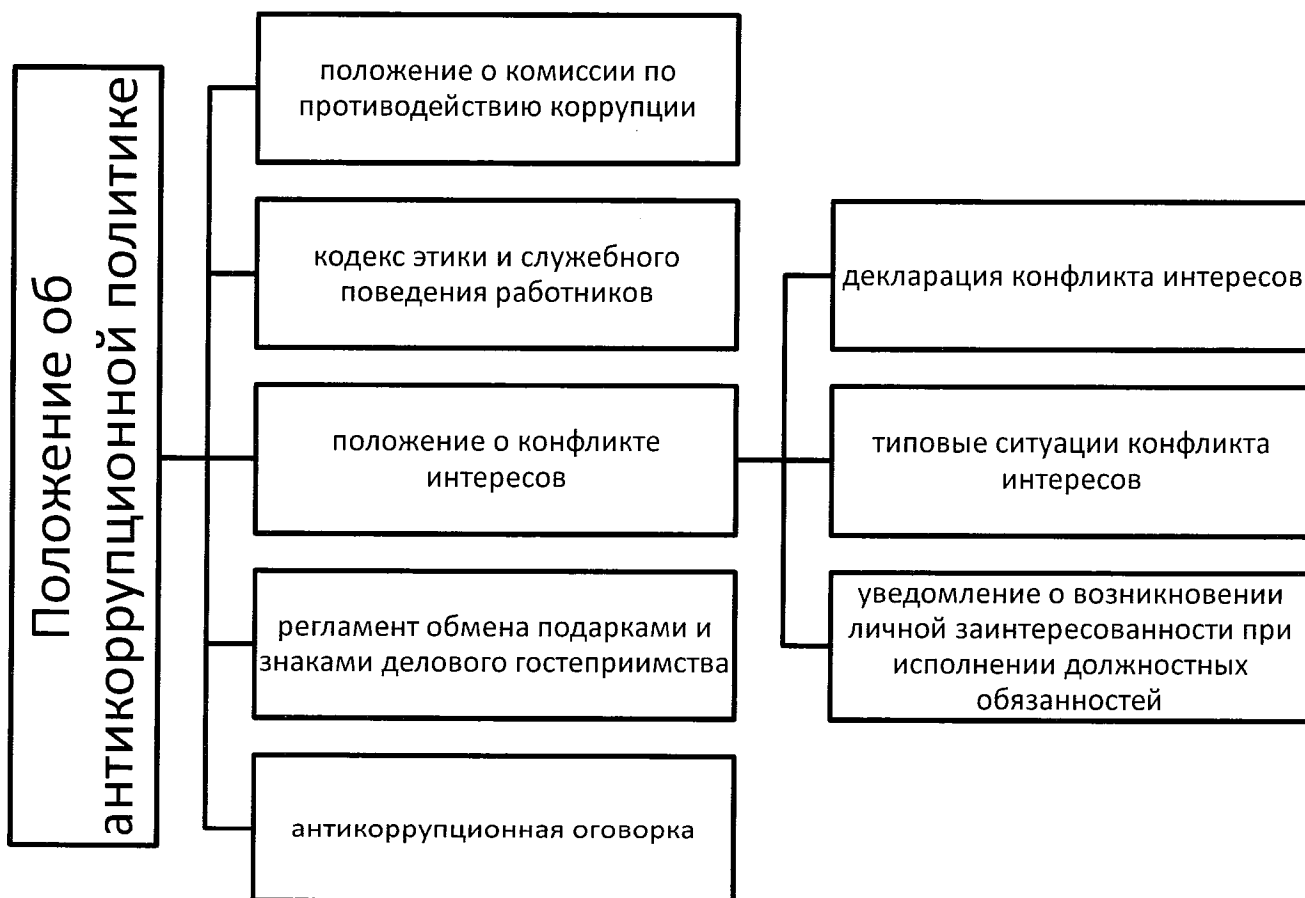 Положение об
антикоррупционной политике
положение о комиссии по
противодействию коррупции
кодекс этики и служебного
поведения работников
положение о конфликте
интересов
регламент обмена подарками и
знаками делового гостеприимства
антикоррупционная оговорка
декларация конфликта интересов
типовые ситуации конфликта
интересов
уведомление о возникновении
личной заинтересованности при
исполнении должностных
обязанностей